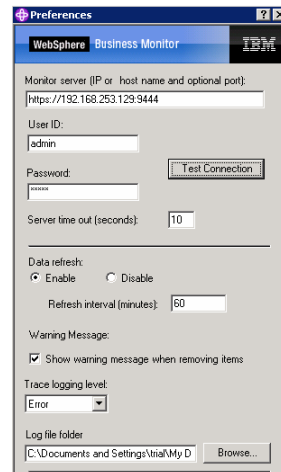 Preferences
WebSphere Business Monitor IBM
Monitor server (IP or host name and optional port):
https://192.168.253.129:9444
User ID:
admin
Password:
xxxxx
Test Connection
Server time out (seconds): 10
Data refresh:
Enable Disable
Refresh interval (minutes): 60
Warning Message:
Show warning message when removing items
Trace logging level:
Error
Log file folder
C:\Documents and Settings\trial\My D Browse...